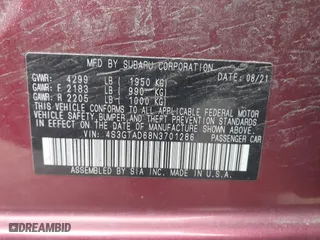 MFD. BY SUBARU CORPORATION DATE: 08/21
GVWR: 4299 LB ( 1950 KG)
GAWR: F 2183 LB ( 990 KG)
GAWR: R 2205 LB ( 1000 KG)
THIS VEHICLE CONFORMS TO ALL APPLICABLE FEDERAL MOTOR
VEHICLE SAFETY, BUMPER, AND THEFT PREVENTION STANDARDS
IN EFFECT ON THE DATE OF MANUFACTURE SHOWN ABOVE.
VIN: 4S3GTAD68N3701286 PASSENGER CAR
ASSEMBLED BY SIA INC. MADE IN U.S.A.